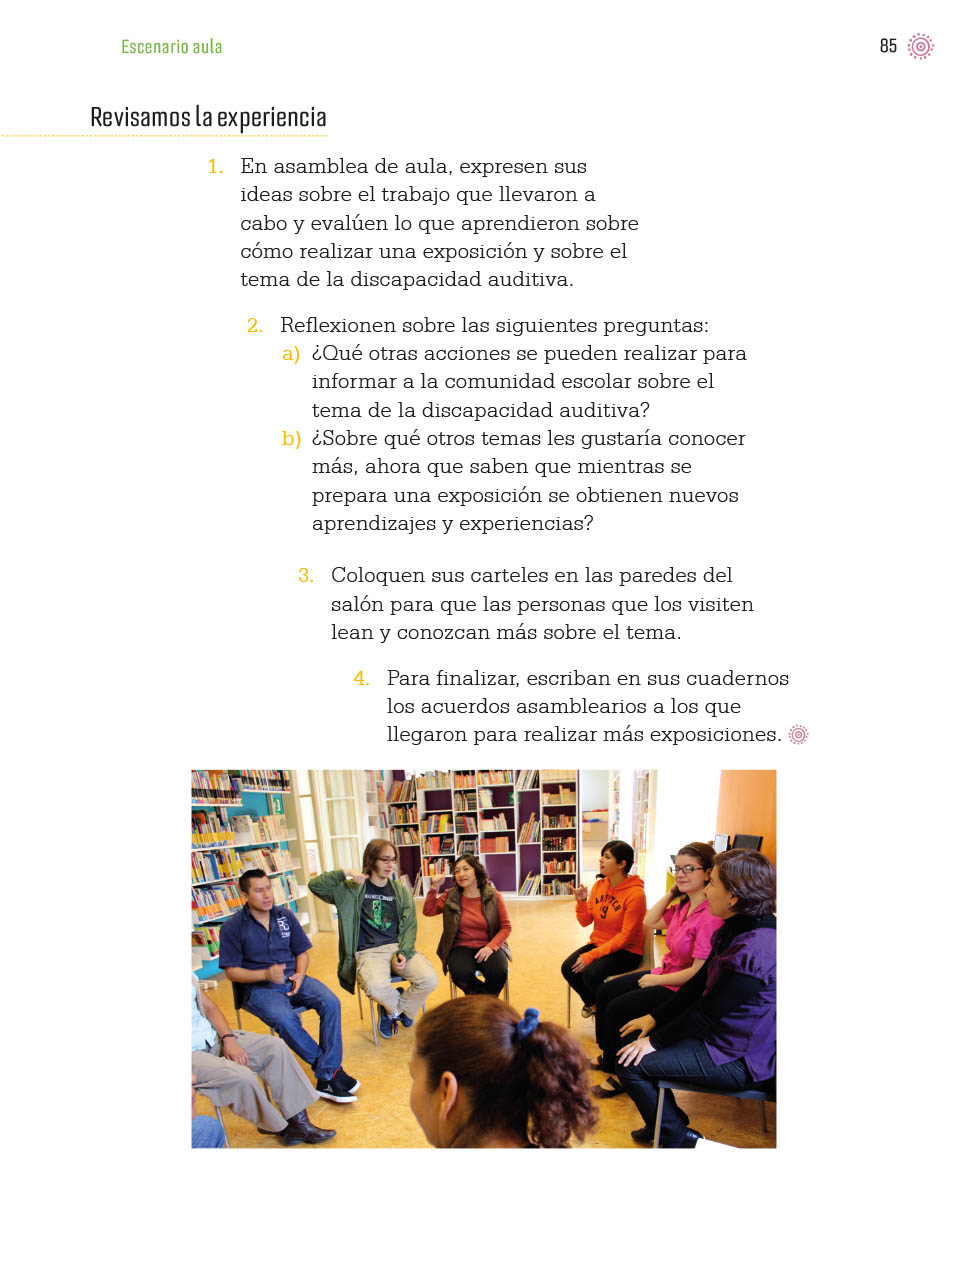 Escenario aula
85
Revisamos la experiencia
1. En asamblea de aula, expresen sus
ideas sobre el trabajo que llevaron a
cabo y evalúen lo que aprendieron sobre
cómo realizar una exposición y sobre el
tema de la discapacidad auditiva.
2. Reflexionen sobre las siguientes preguntas:
a) ¿Qué otras acciones se pueden realizar para
informar a la comunidad escolar sobre el
tema de la discapacidad auditiva?
b) ¿Sobre qué otros temas les gustaría conocer
más, ahora que saben que mientras se
prepara una exposición se obtienen nuevos
aprendizajes y experiencias?
3. Coloquen sus carteles en las paredes del
salón para que las personas que los visiten
lean y conozcan más sobre el tema.
4. Para finalizar, escriban en sus cuadernos
los acuerdos asamblearios a los que
llegaron para realizar más exposiciones.